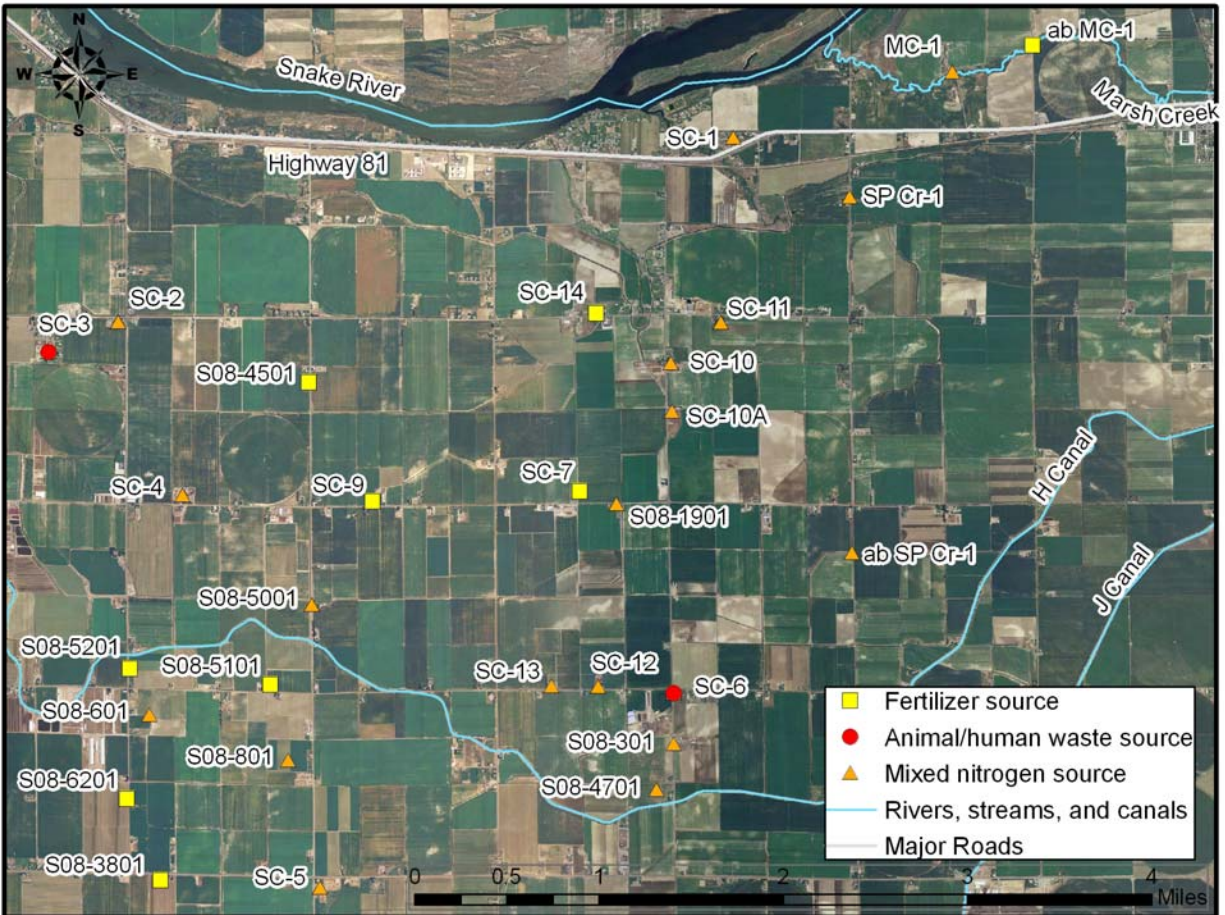 N
W E
S
Snake River
Highway 81
ab MC-1
MC-1
Marsh Creek
SC-1
SP Cr-1
SC-14
SC-11
SC-2
SC-3
SC-10
S08-4501
SC-10A
H Canal
SC-7
SC-9
SC-4
S08-1901
ab SP Cr-1
J Canal
S08-5001
S08-5201
S08-5101
SC-13
SC-12
SC-6
S08-601
S08-301
S08-801
S08-6201
S08-4701
S08-3801
SC-5
Fertilizer source
Animal/human waste source
Mixed nitrogen source
Rivers, streams, and canals
Major Roads
0 0.5 1 2 3 4
Miles